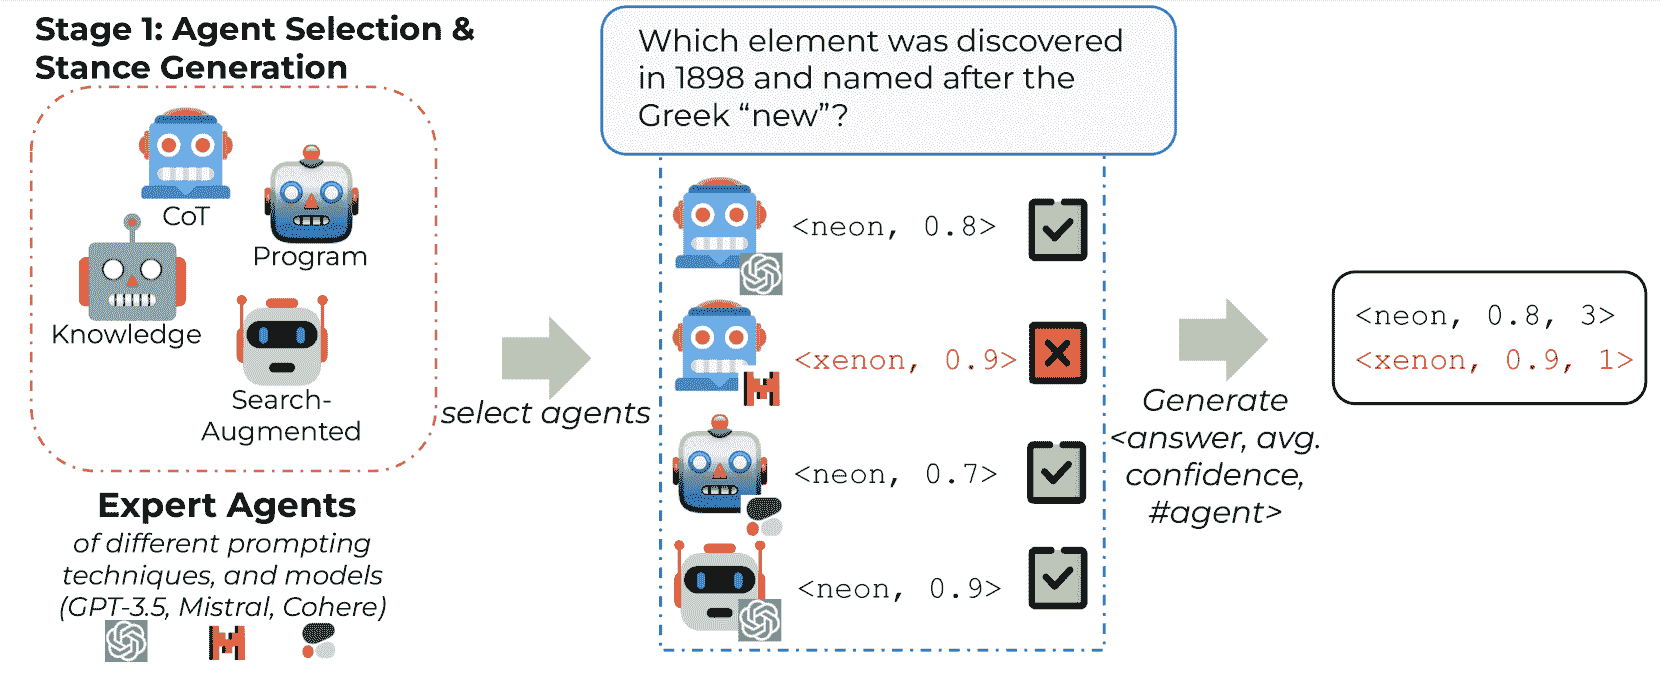 Stage 1: Agent Selection &
Stance Generation
CoT
Program
Knowledge
Search-
Augmented
Expert Agents
of different prompting
techniques, and models
(GPT-3.5, Mistral, Cohere)
select agents
Which element was discovered
in 1898 and named after the
Greek “new”?
<neon, 0.8>
<xenon, 0.9>
<neon, 0.7>
<neon, 0.9>
Generate
<answer, avg.
confidence,
#agent>
<neon, 0.8, 3>
<xenon, 0.9, 1>